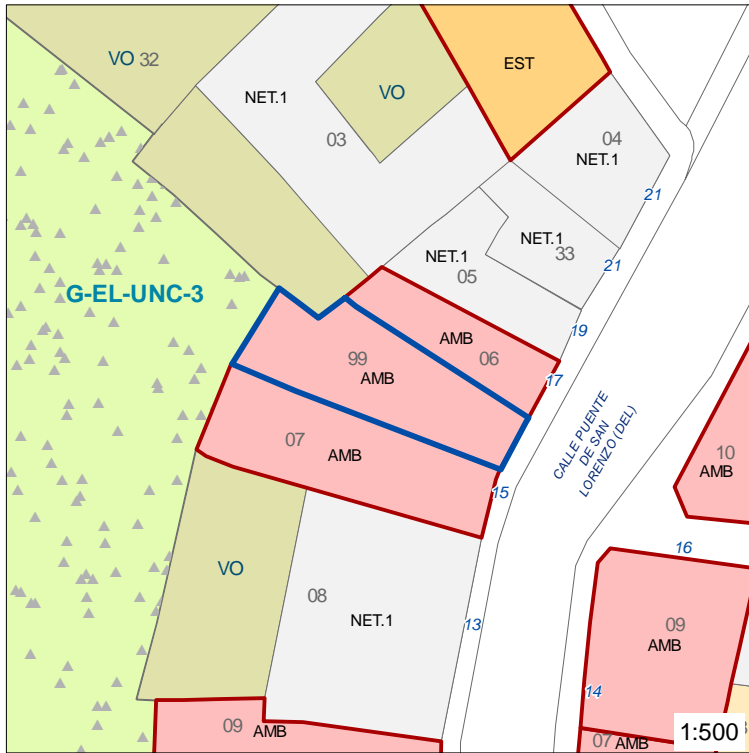 EST
VO 32
VO
NET.1
03
04
NET.1
21
NET.1
33
21
NET.1
05
G-EL-UNC-3
19
AMB
06
99
AMB
17
CALLE PUENTE
DE SAN
LORENZO (DEL)
07
AMB
10
AMB
15
16
VO
08
NET.1
13
09
AMB
14
09
AMB
07
AMB
1:500